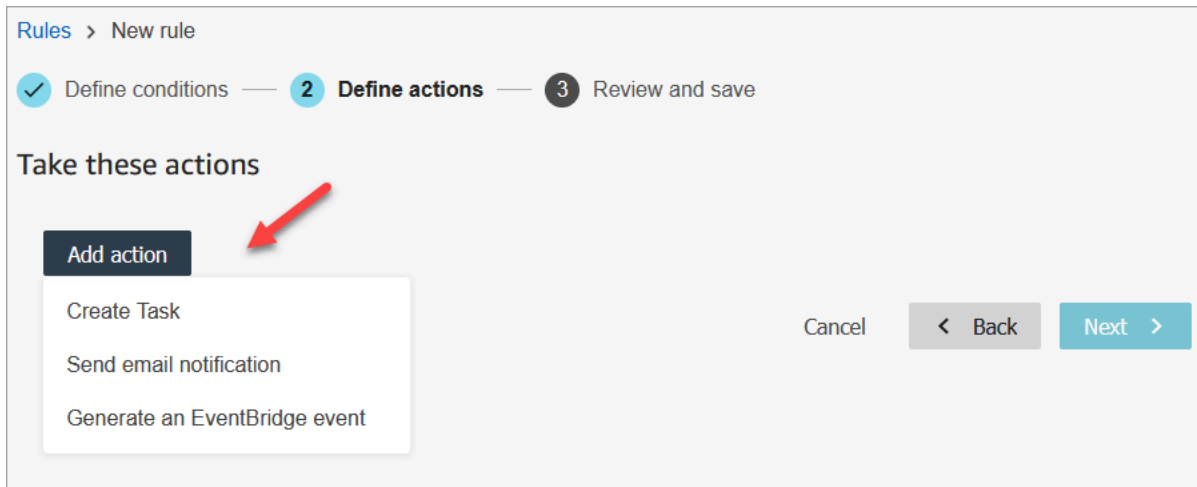 Rules > New rule
Define conditions 2 Define actions 3 Review and save
Take these actions
Add action
Create Task
Send email notification
Generate an EventBridge event
Cancel < Back Next >